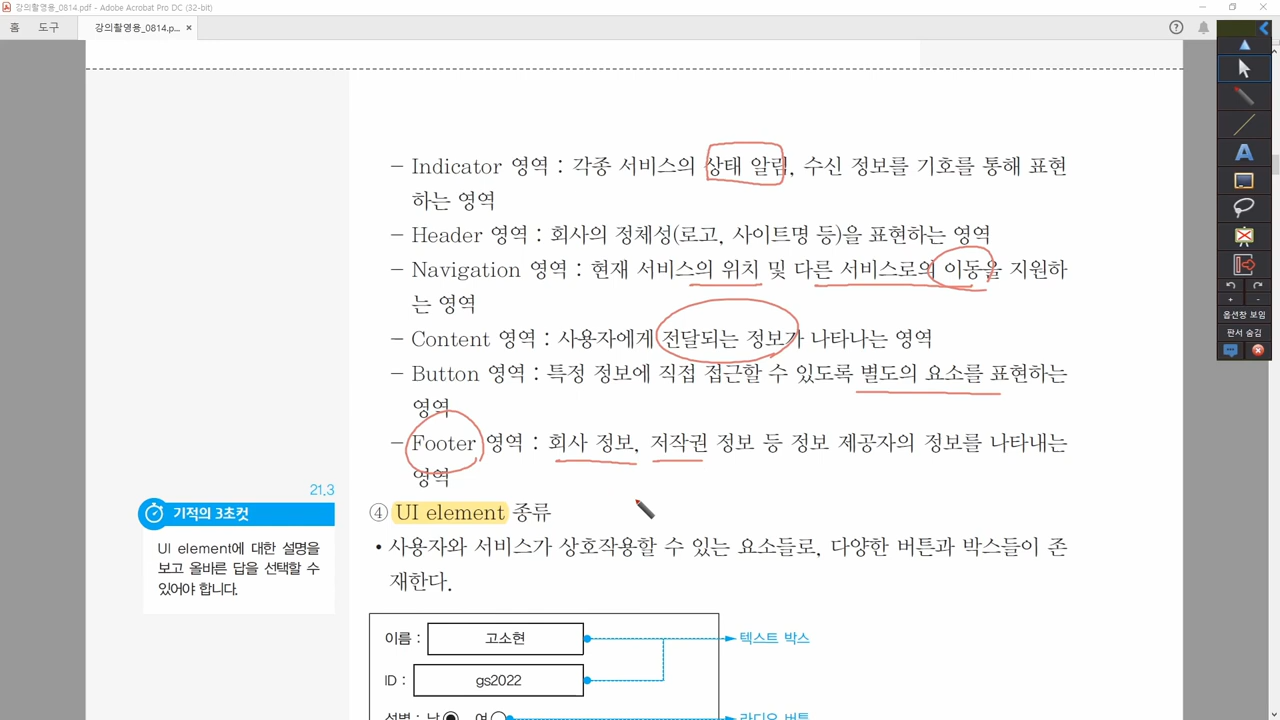 강의촬영용_0814.pdf - Adobe Acrobat Pro DC (32-bit)
홈 도구 강의촬영용_0814.p... ×
- Indicator 영역 : 각종 서비스의 상태 알림, 수신 정보를 기호를 통해 표현
하는 영역
- Header 영역 : 회사의 정체성(로고, 사이트명 등)을 표현하는 영역
- Navigation 영역 : 현재 서비스의 위치 및 다른 서비스로의 이동을 지원하
는 영역
- Content 영역 : 사용자에게 전달되는 정보가 나타나는 영역
- Button 영역 : 특정 정보에 직접 접근할 수 있도록 별도의 요소를 표현하는
영역
- Footer 영역 : 회사 정보, 저작권 정보 등 정보 제공자의 정보를 나타내는
영역
21.3
기적의 3초컷
UI element에 대한 설명을
보고 올바른 답을 선택할 수
있어야 합니다.
④ UI element 종류
• 사용자와 서비스가 상호작용할 수 있는 요소들로, 다양한 버튼과 박스들이 존
재한다.
이름 : 고소현 텍스트 박스
ID : gs2022
성별 : 남 여 라디오 버튼
A
+ -
옵션창 보임
판서 숨김